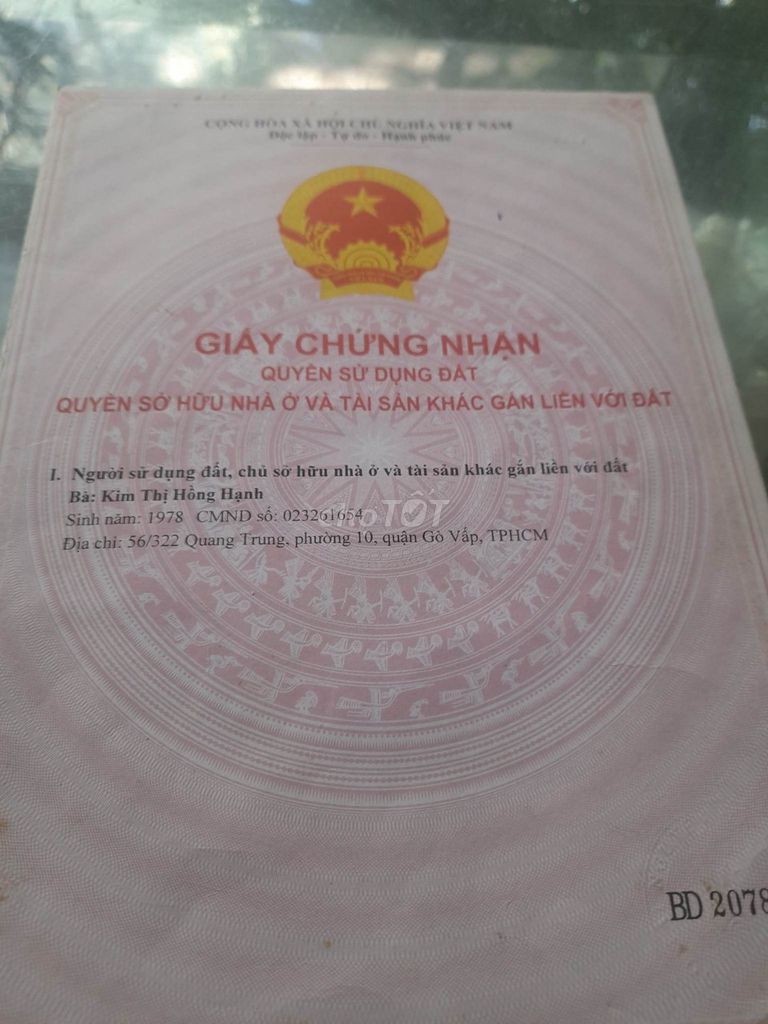 CỘNG HÒA XÃ HỘI CHỦ NGHĨA VIỆT NAM
Độc lập - Tự do - Hạnh phúc
GIẤY CHỨNG NHẬN
QUYỀN SỬ DỤNG ĐẤT
QUYỀN SỞ HỮU NHÀ Ở VÀ TÀI SẢN KHÁC GẮN LIỀN VỚI ĐẤT
I. Người sử dụng đất, chủ sở hữu nhà ở và tài sản khác gắn liền với đất
Bà: Kim Thị Hồng Hạnh
Sinh năm: 1978 CMND số: 023261654
Địa chỉ: 56/322 Quang Trung, phường 10, quận Gò Vấp, TPHCM
choTỐT
BD 2078